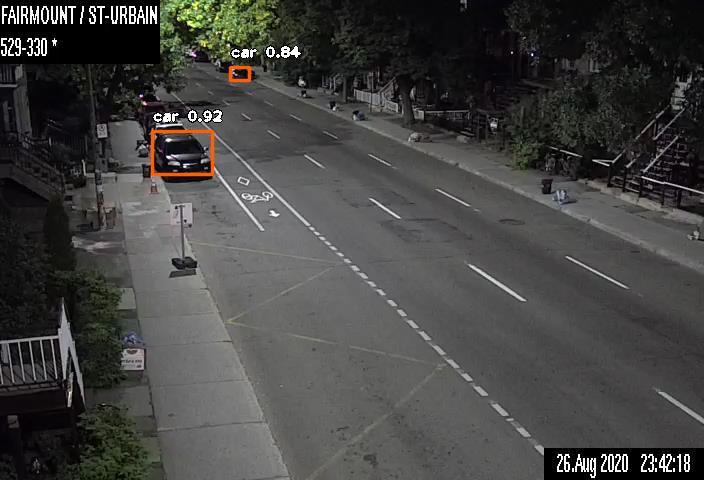 FAIRMOUNT / ST-URBAIN
529-330 *
car 0.84
car 0.92
26.Aug 2020 23:42:18